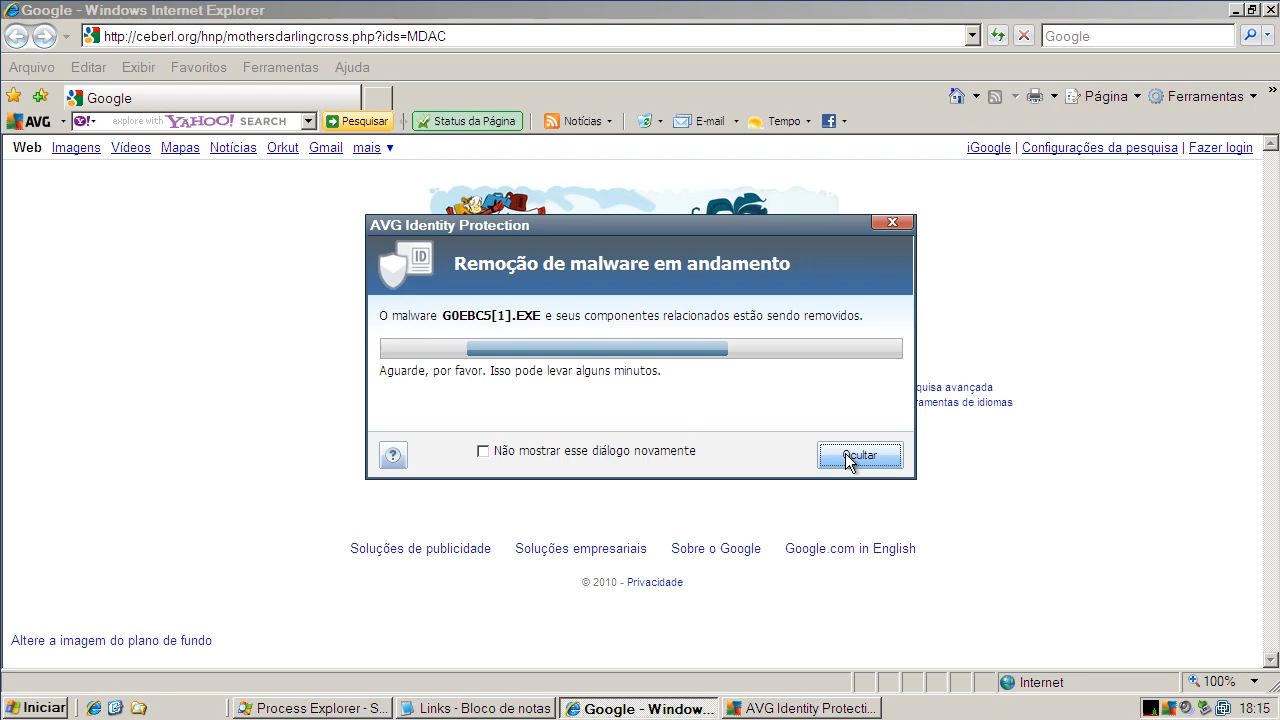 Google - Windows Internet Explorer
http://ceberl.org/hnp/mothersdarlingcross.php?ids=MDAC
Google
Arquivo Editar Exibir Favoritos Ferramentas Ajuda
Google
Página Ferramentas
AVG Y! explore with YAHOO! SEARCH Pesquisar Status da Página Notícias E-mail Tempo
Web Imagens Vídeos Mapas Notícias Orkut Gmail mais ▼
iGoogle | Configurações da pesquisa | Fazer login
AVG Identity Protection
ID
Remoção de malware em andamento
O malware G0EBC5[1].EXE e seus componentes relacionados estão sendo removidos.
Aguarde, por favor. Isso pode levar alguns minutos.
quisa avançada
ramentas de idiomas
Não mostrar esse diálogo novamente
Ocultar
Soluções de publicidade Soluções empresariais Sobre o Google Google.com in English
© 2010 - Privacidade
Altere a imagem do plano de fundo
Internet
100%
Iniciar
Process Explorer - S...
Links - Bloco de notas
Google - Window...
AVG Identity Protecti...
18:15